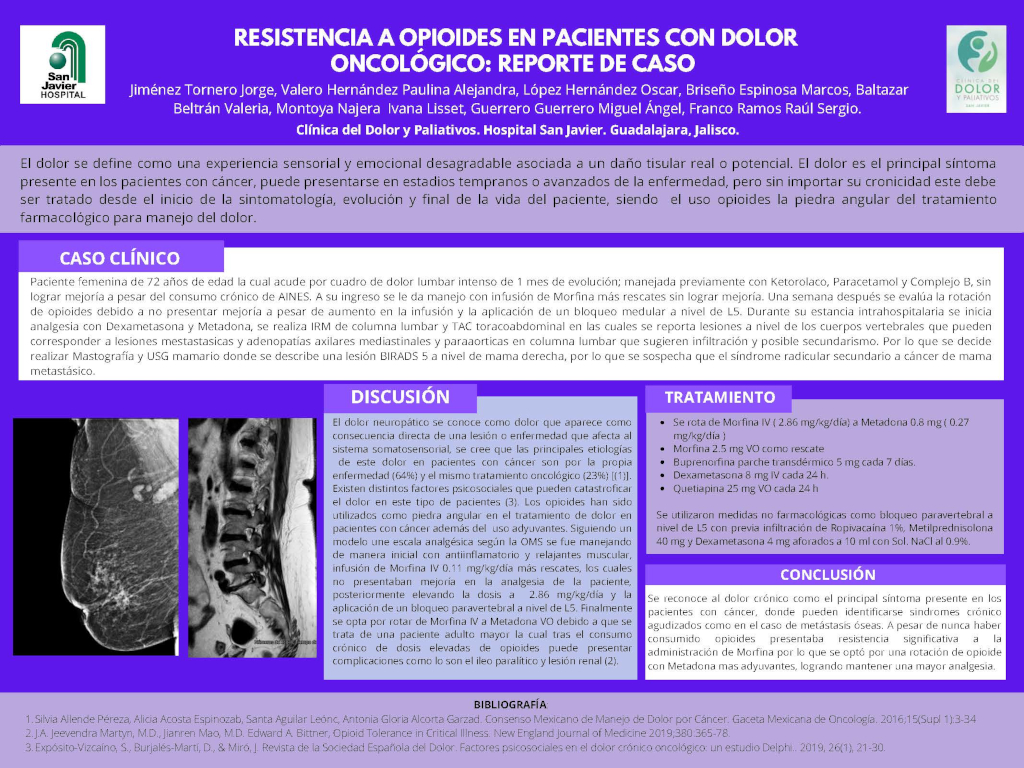 San
Javier
HOSPITAL
RESISTENCIA A OPIOIDES EN PACIENTES CON DOLOR
ONCOLÓGICO: REPORTE DE CASO
Jiménez Tornero Jorge, Valero Hernández Paulina Alejandra, López Hernández Oscar, Briseño Espinosa Marcos, Baltazar
Beltrán Valeria, Montoya Najera Ivana Lisset, Guerrero Guerrero Miguel Ángel, Franco Ramos Raúl Sergio.
Clínica del Dolor y Paliativos. Hospital San Javier. Guadalajara, Jalisco.
CLÍNICA DEL
DOLOR
Y PALIATIVOS
SAN JAVIER
El dolor se define como una experiencia sensorial y emocional desagradable asociada a un daño tisular real o potencial. El dolor es el principal síntoma
presente en los pacientes con cáncer, puede presentarse en estadios tempranos o avanzados de la enfermedad, pero sin importar su cronicidad este debe
ser tratado desde el inicio de la sintomatología, evolución y final de la vida del paciente, siendo el uso opioides la piedra angular del tratamiento
farmacológico para manejo del dolor.
CASO CLÍNICO
Paciente femenina de 72 años de edad la cual acude por cuadro de dolor lumbar intenso de 1 mes de evolución; manejada previamente con Ketorolaco, Paracetamol y Complejo B, sin
lograr mejoría a pesar del consumo crónico de AINES. A su ingreso se le da manejo con infusión de Morfina más rescates sin lograr mejoría. Una semana después se evalúa la rotación
de opioides debido a no presentar mejoría a pesar de aumento en la infusión y la aplicación de un bloqueo medular a nivel de L5. Durante su estancia intrahospitalaria se inicia
analgesia con Dexametasona y Metadona, se realiza IRM de columna lumbar y TAC toracoabdominal en las cuales se reporta lesiones a nivel de los cuerpos vertebrales que pueden
corresponder a lesiones metastasicas y adenopatías axilares mediastinales y paraaorticas en columna lumbar que sugieren infiltración y posible secundarismo. Por lo que se decide
realizar Mastografía y USG mamario donde se describe una lesión BIRADS 5 a nivel de mama derecha, por lo que se sospecha que el síndrome radicular secundario a cáncer de mama
metastásico.
DISCUSIÓN
El dolor neuropático se conoce como dolor que aparece como
consecuencia directa de una lesión o enfermedad que afecta al
sistema somatosensorial, se cree que las principales etiologías
de este dolor en pacientes con cáncer son por la propia
enfermedad (64%) y el mismo tratamiento oncológico (23%) [(1)].
Existen distintos factores psicosociales que pueden catastroficar
el dolor en este tipo de pacientes (3). Los opioides han sido
utilizados como piedra angular en el tratamiento de dolor en
pacientes con cáncer además del uso adyuvantes. Siguiendo un
modelo une escala analgésica según la OMS se fue manejando
de manera inicial con antiinflamatorio y relajantes muscular,
infusión de Morfina IV 0.11 mg/kg/día más rescates, los cuales
no presentaban mejoría en la analgesia de la paciente,
posteriormente elevando la dosis a 2.86 mg/kg/día y la
aplicación de un bloqueo paravertebral a nivel de L5. Finalmente
se opta por rotar de Morfina IV a Metadona VO debido a que se
trata de una paciente adulto mayor la cual tras el consumo
crónico de dosis elevadas de opioide puede presentar
complicaciones como lo son el ileo paralítico y lesión renal (2).
TRATAMIENTO
• Se rota de Morfina IV ( 2.86 mg/kg/día) a Metadona 0.8 mg ( 0.27
mg/kg/día )
• Morfina 2.5 mg VO como rescate
• Buprenorfina parche transdérmico 5 mg cada 7 días.
• Dexametasona 8 mg IV cada 24 h.
• Quetiapina 25 mg VO cada 24 h
Se utilizaron medidas no farmacológicas como bloqueo paravertebral a
nivel de L5 con previa infiltración de Ropivacaína 1%, Metilprednisolona
40 mg y Dexametasona 4 mg aforados a 10 ml con Sol. NaCl al 0.9%.
CONCLUSIÓN
Se reconoce al dolor crónico como el principal síntoma presente en los
pacientes con cáncer, donde pueden identificarse sindromes crónico
agudizados como en el caso de metástasis óseas. A pesar de nunca haber
consumido opioides presentaba resistencia significativa a la
administración de Morfina por lo que se optó por una rotación de opioide
con Metadona mas adyuvantes, logrando mantener una mayor analgesia.
BIBLIOGRAFÍA
1. Silvia Allende Péreza, Alicia Acosta Espinozab, Santa Aguilar Leónc, Antonia Gloria Alcorta Garzad. Consenso Mexicano de Manejo de Dolor por Cáncer. Gaceta Mexicana de Oncología. 2016;15(Supl 1):3-34
2. J.A. Jeevendra Martyn, M.D., Jianren Mao, M.D. Edward A. Bittner, Opioid Tolerance in Critical Illness. New England Journal of Medicine 2019;380:365-78.
3. Expósito-Vizcaíno, S., Burjalés-Martí, D., & Miró, J. Revista de la Sociedad Española del Dolor. Factores psicosociales en el dolor crónico oncológico: un estudio Delphi.. 2019, 26(1), 21-30.